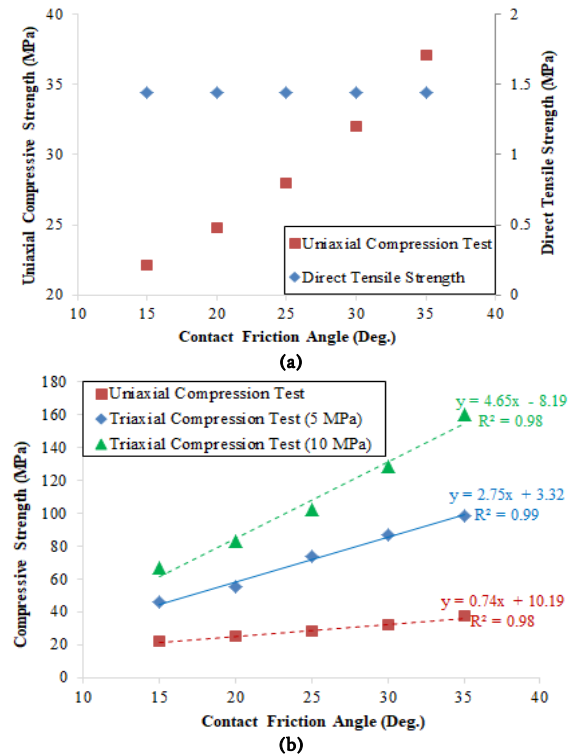 40
35
30
25
20
Uniaxial Compressive Strength (MPa)
2
1.5
1
0.5
0
Direct Tensile Strength (MPa)
Uniaxial Compression Test
Direct Tensile Strength
10 15 20 25 30 35 40
Contact Friction Angle (Deg.)
(a)
180
160
140
120
100
80
60
40
20
0
Compressive Strength (MPa)
Uniaxial Compression Test
Triaxial Compression Test (5 MPa)
Triaxial Compression Test (10 MPa)
y = 4.65x - 8.19
R² = 0.98
y = 2.75x + 3.32
R² = 0.99
y = 0.74x + 10.19
R² = 0.98
10 15 20 25 30 35 40
Contact Friction Angle (Deg.)
(b)